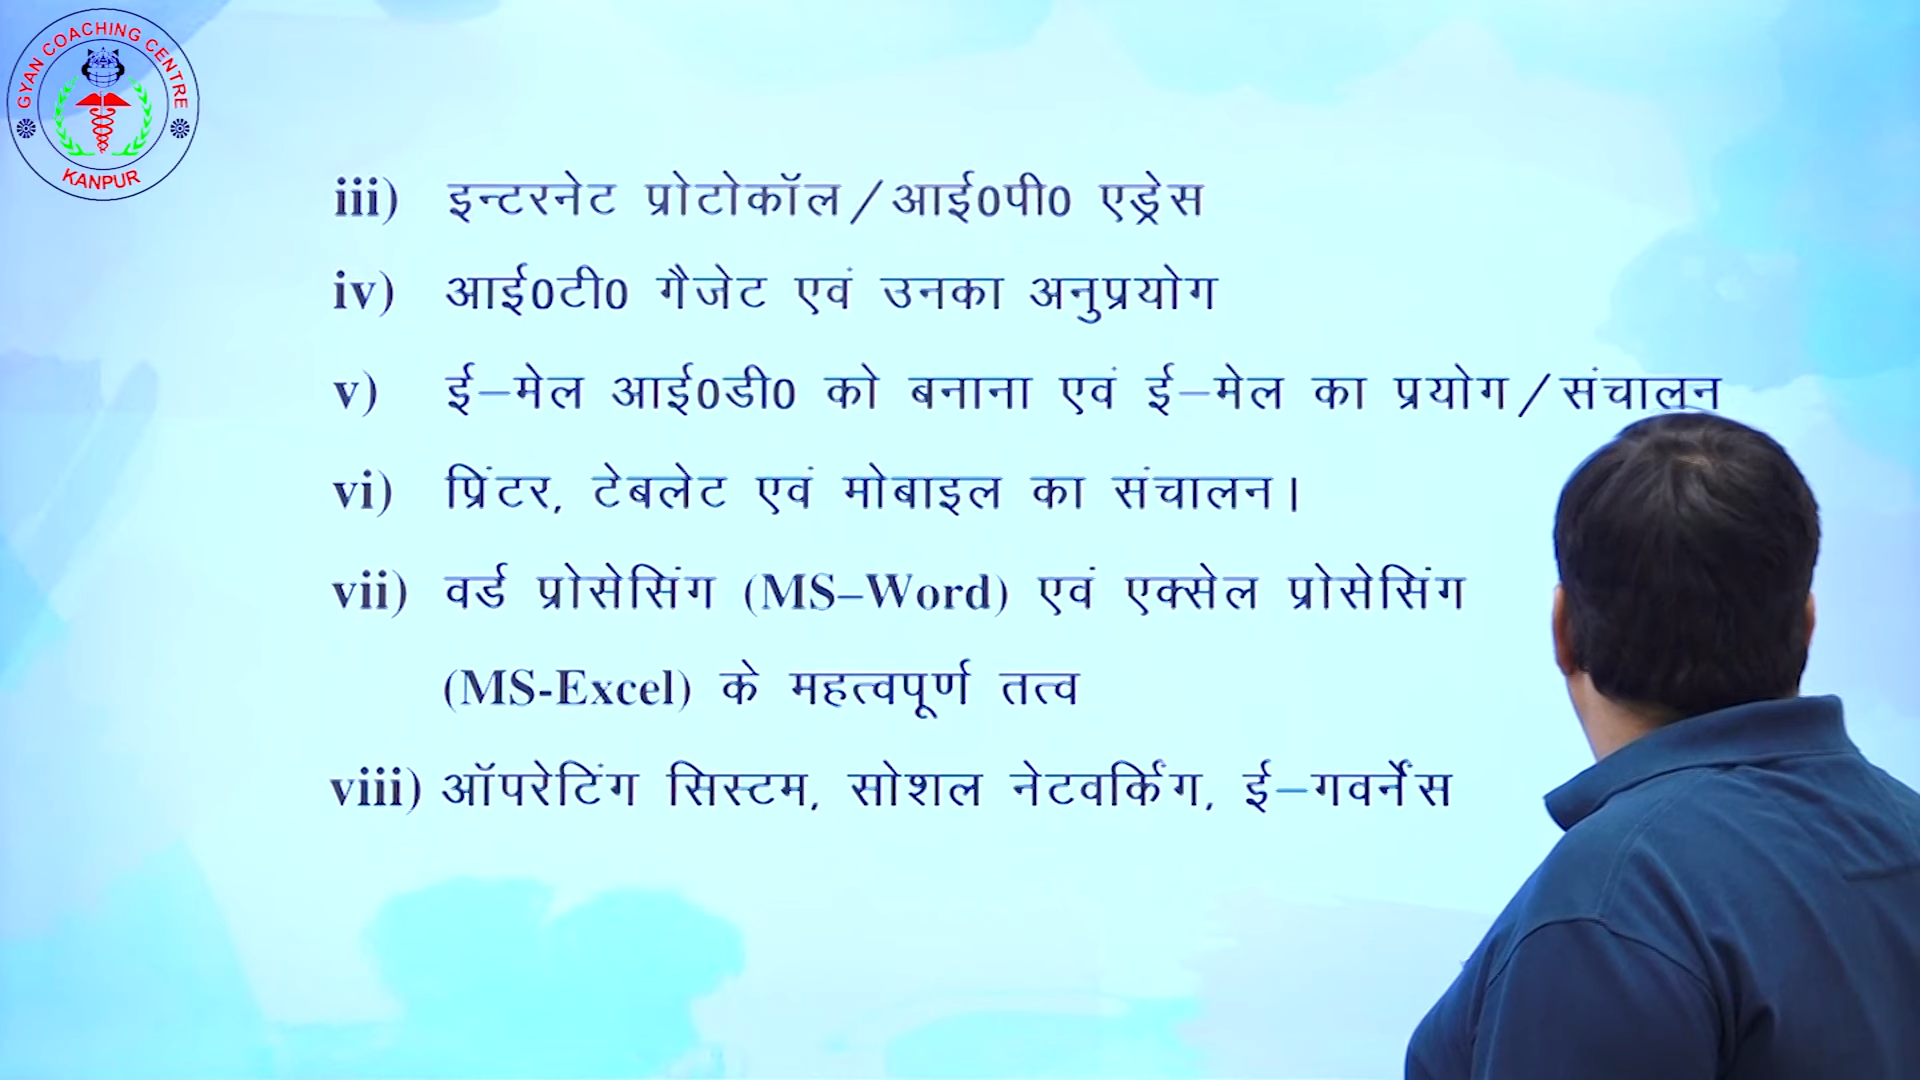 GYAN COACHING CENTRE
KANPUR
iii) इन्टरनेट प्रोटोकॉल/आई0पी0 एड्रेस
iv) आई0टी0 गैजेट एवं उनका अनुप्रयोग
v) ई–मेल आई0डी0 को बनाना एवं ई–मेल का प्रयोग/संचालन
vi) प्रिंटर, टेबलेट एवं मोबाइल का संचालन।
vii) वर्ड प्रोसेसिंग (MS–Word) एवं एक्सेल प्रोसेसिंग
(MS-Excel) के महत्वपूर्ण तत्व
viii) ऑपरेटिंग सिस्टम, सोशल नेटवर्किंग, ई–गवर्नेंस